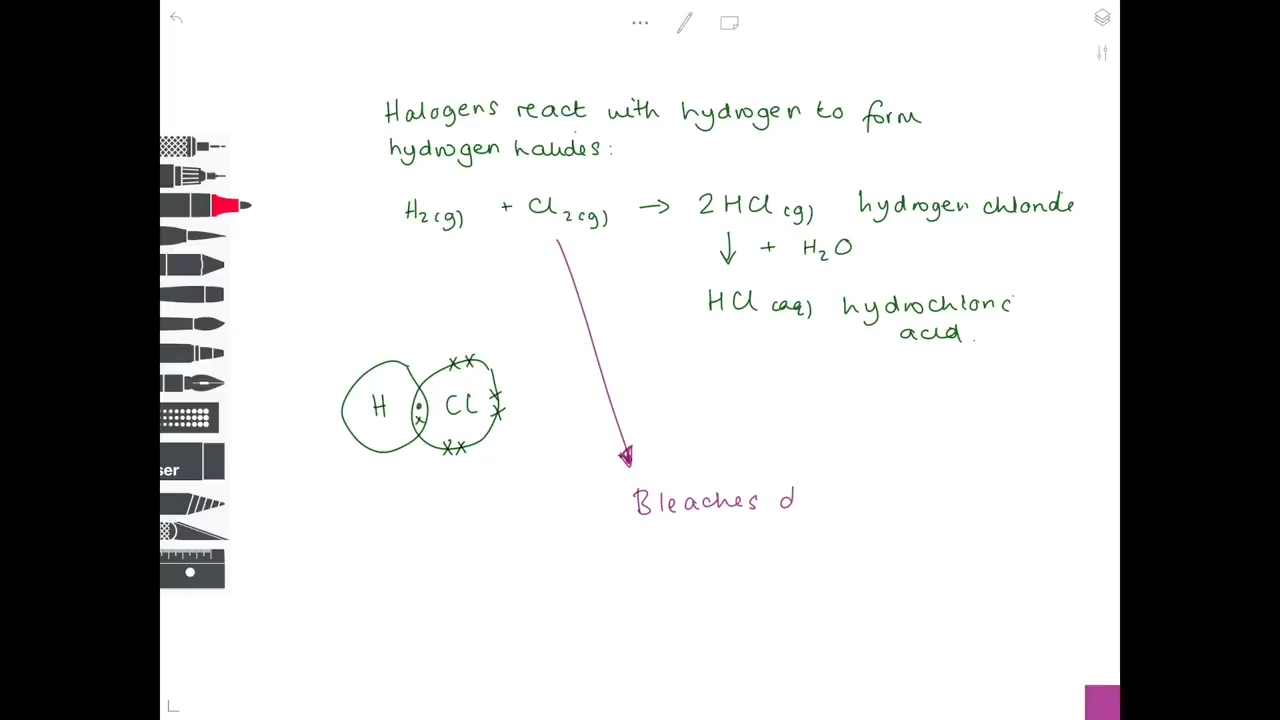 Halogens react with hydrogen to form
hydrogen halides:
H₂(g) + Cl₂(g) → 2HCl(g) hydrogen chloride
↓ + H₂O
HCl (aq) hydrochloric
acid.
H Cl
Bleaches d
ser